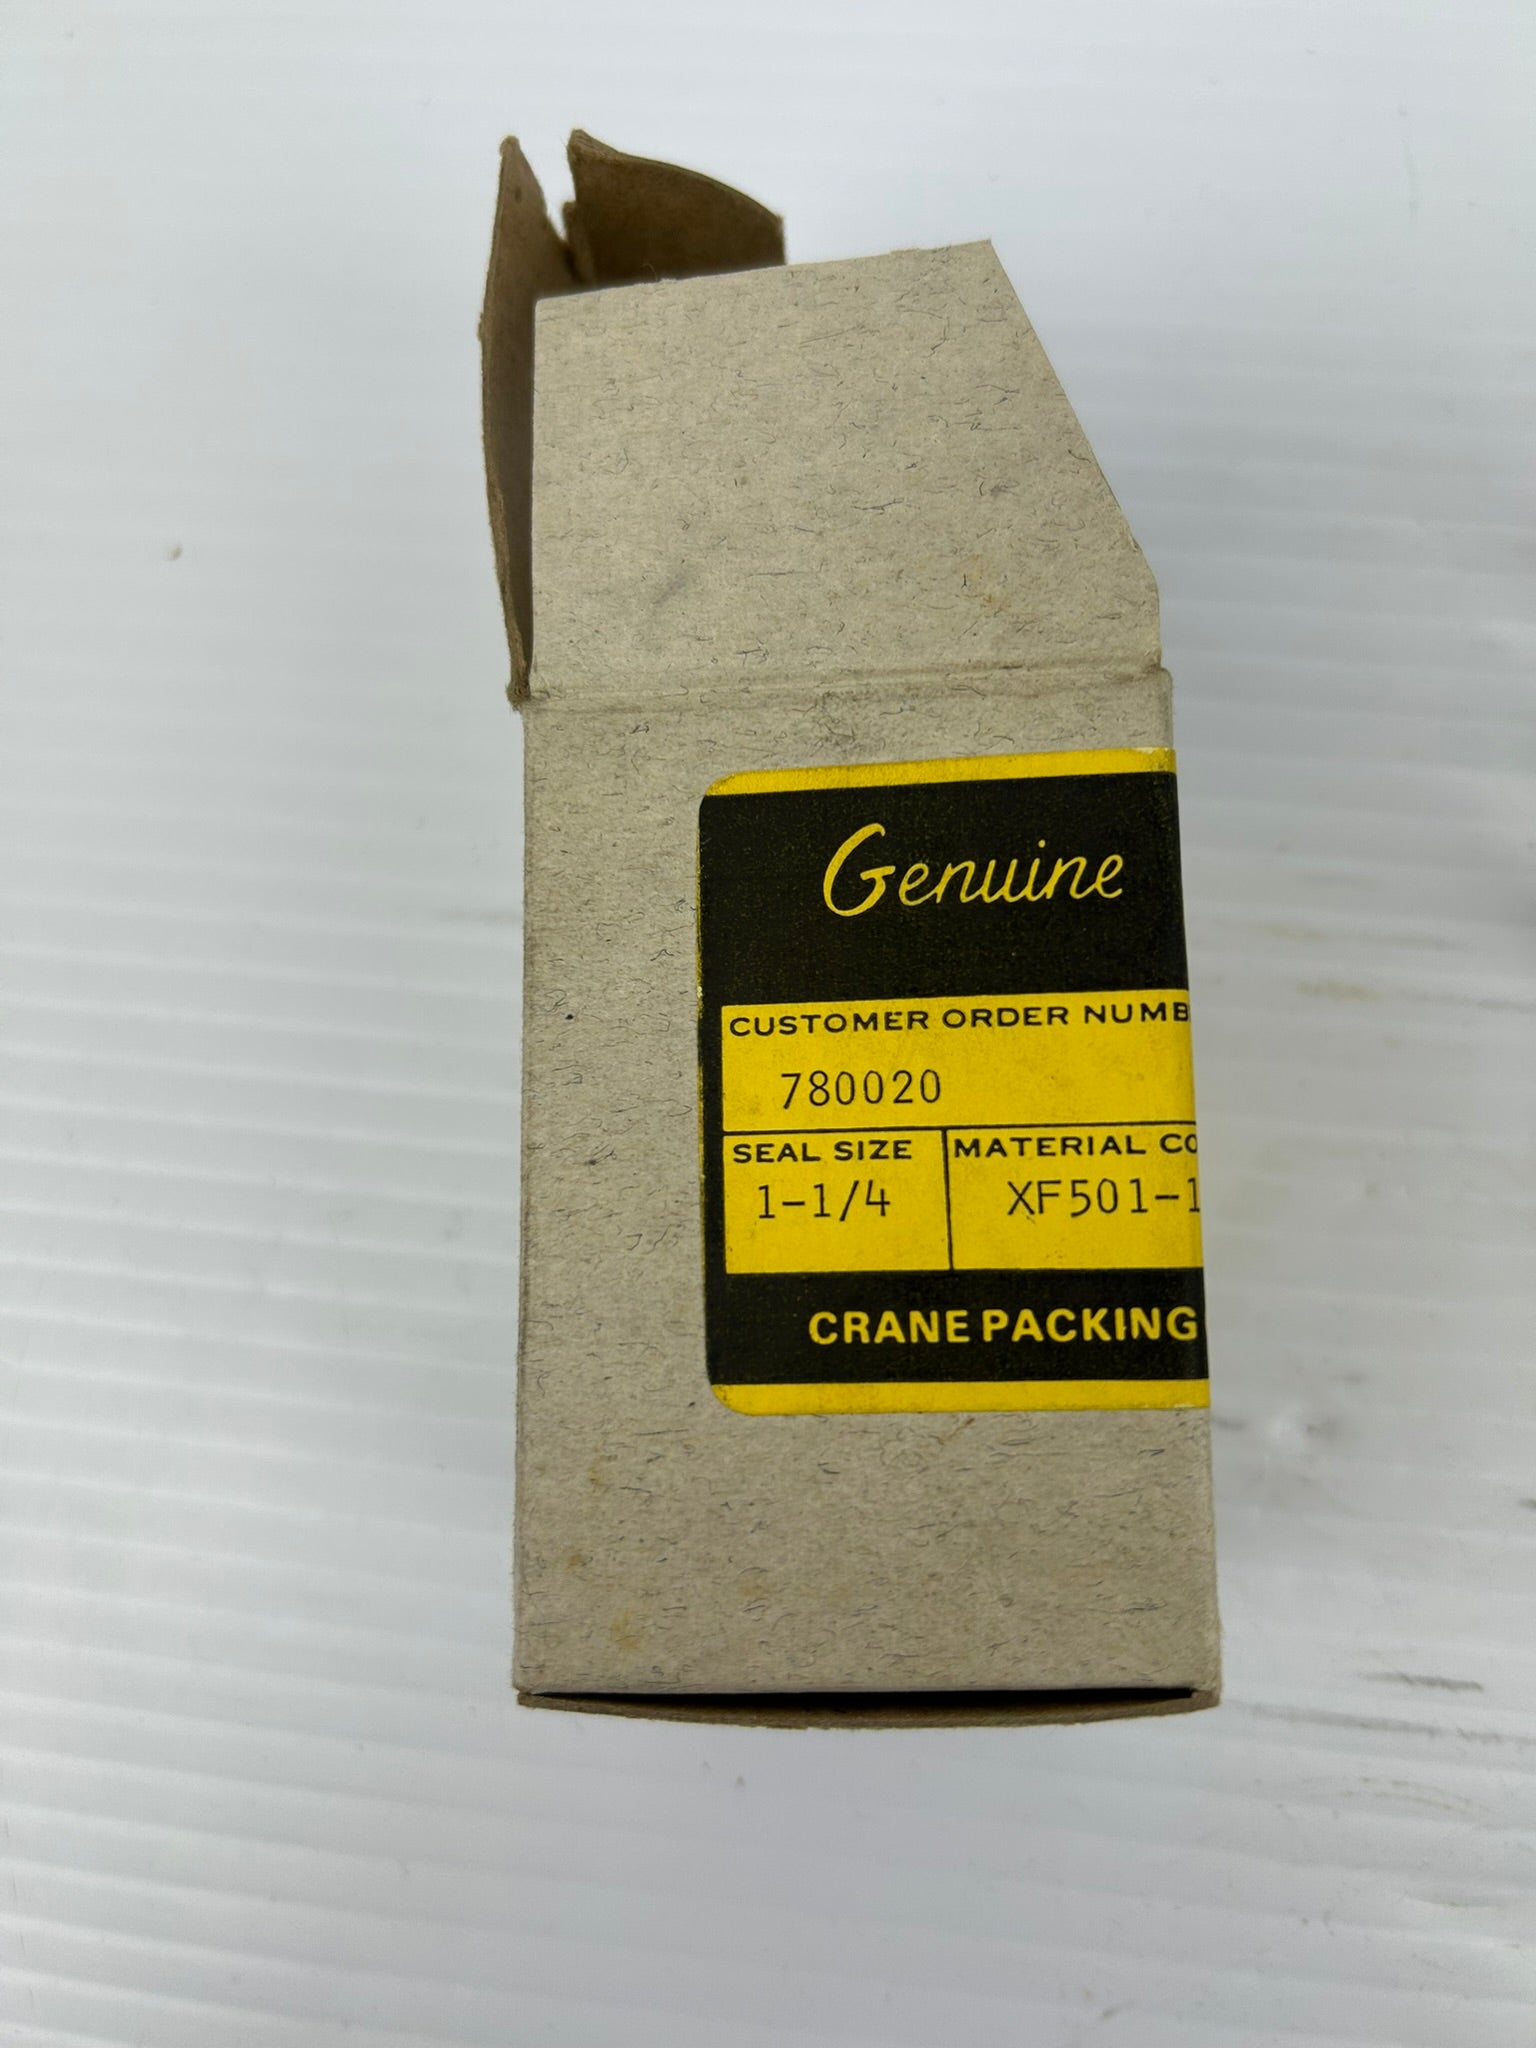 Genuine
CUSTOMER ORDER NUMB
780020
SEAL SIZE
MATERIAL CO
1-1/4
XF501-1
CRANE PACKING